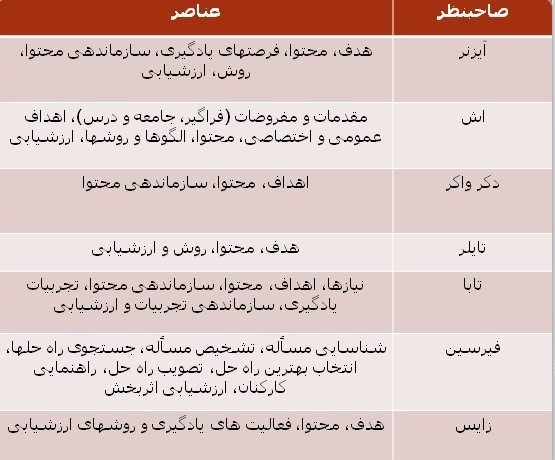 صاحبنظر
عناصر
آیزنر
هدف، محتوا، فرصتهای یادگیری، سازماندهی محتوا،
روش، ارزشیابی
اش
مقدمات و مفروضات (فراگیر، جامعه و درس)، اهداف
عمومی و اختصاصی، محتوا، الگوها و روشها، ارزشیابی
دکر واکر
اهداف، محتوا، سازماندهی محتوا
تایلر
هدف، محتوا، روش و ارزشیابی
تابا
نیازها، اهداف، محتوا، سازماندهی محتوا، تجربیات
یادگیری، سازماندهی تجربیات و ارزشیابی
فیرسین
شناسایی مسأله، تشخیص مسأله، جستجوی راه حلها،
انتخاب بهترین راه حل، تصویب راه حل، راهنمایی
کارکنان، ارزشیابی اثربخش
زایس
هدف، محتوا، فعالیت های یادگیری و روشهای ارزشیابی